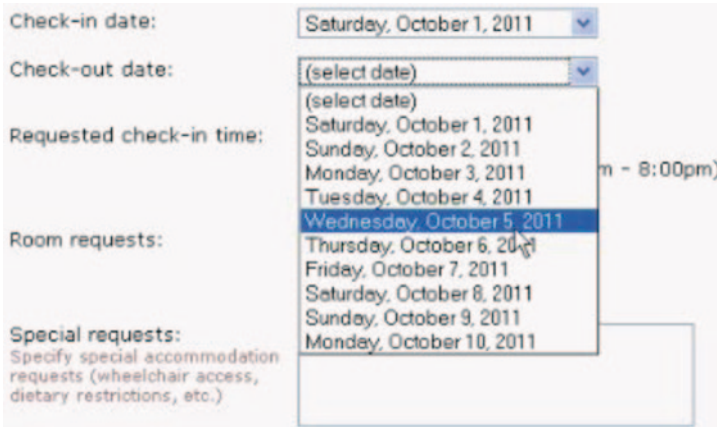 Check-in date:
Saturday, October 1, 2011
Check-out date:
(select date)
(select date)
Saturday, October 1, 2011
Sunday, October 2, 2011
Requested check-in time:
Monday, October 3, 2011
m - 8:00pm)
Tuesday, October 4, 2011
Wednesday, October 5, 2011
Room requests:
Thursday, October 6, 2011
Friday, October 7, 2011
Saturday, October 8, 2011
Sunday, October 9, 2011
Special requests:
Monday, October 10, 2011
Specify special accommodation
requests (wheelchair access,
dietary restrictions, etc.)